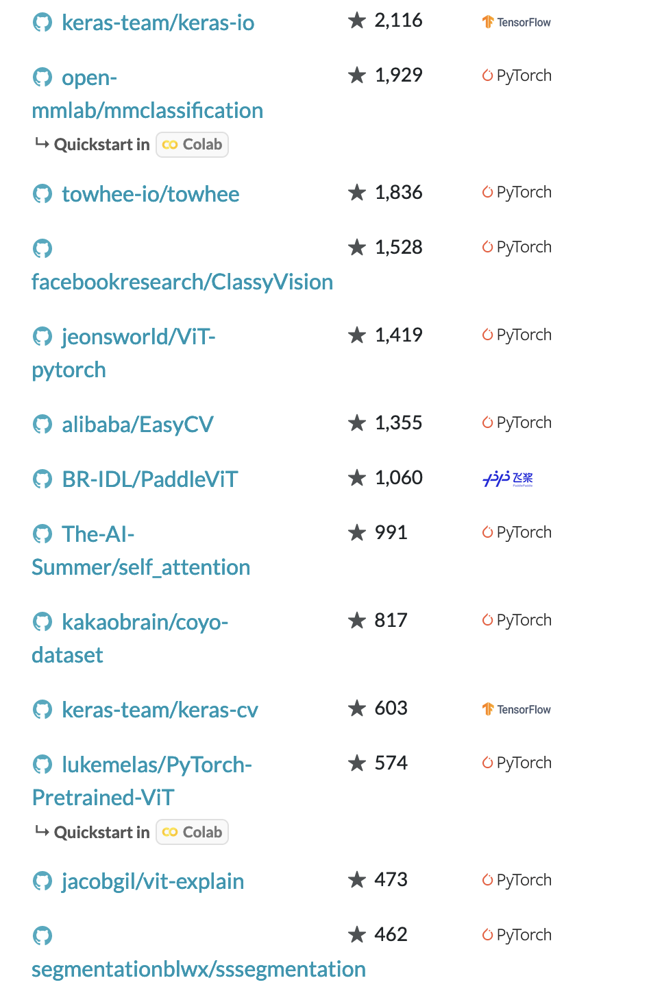 keras-team/keras-io 2,116 TensorFlow
open- 1,929 PyTorch
mmlab/mmclassification
Quickstart in Colab
towhee-io/towhee 1,836 PyTorch
1,528 PyTorch
facebookresearch/ClassyVision
jeonsworld/ViT- 1,419 PyTorch
pytorch
alibaba/EasyCV 1,355 PyTorch
BR-IDL/PaddleViT 1,060 飞桨
PaddlePaddle
The-AI- 991 PyTorch
Summer/self_attention
kakaobrain/coyo- 817 PyTorch
dataset
keras-team/keras-cv 603 TensorFlow
lukemelas/PyTorch- 574 PyTorch
Pretrained-ViT
Quickstart in Colab
jacobgil/vit-explain 473 PyTorch
462 PyTorch
segmentationblwx/sssegmentation